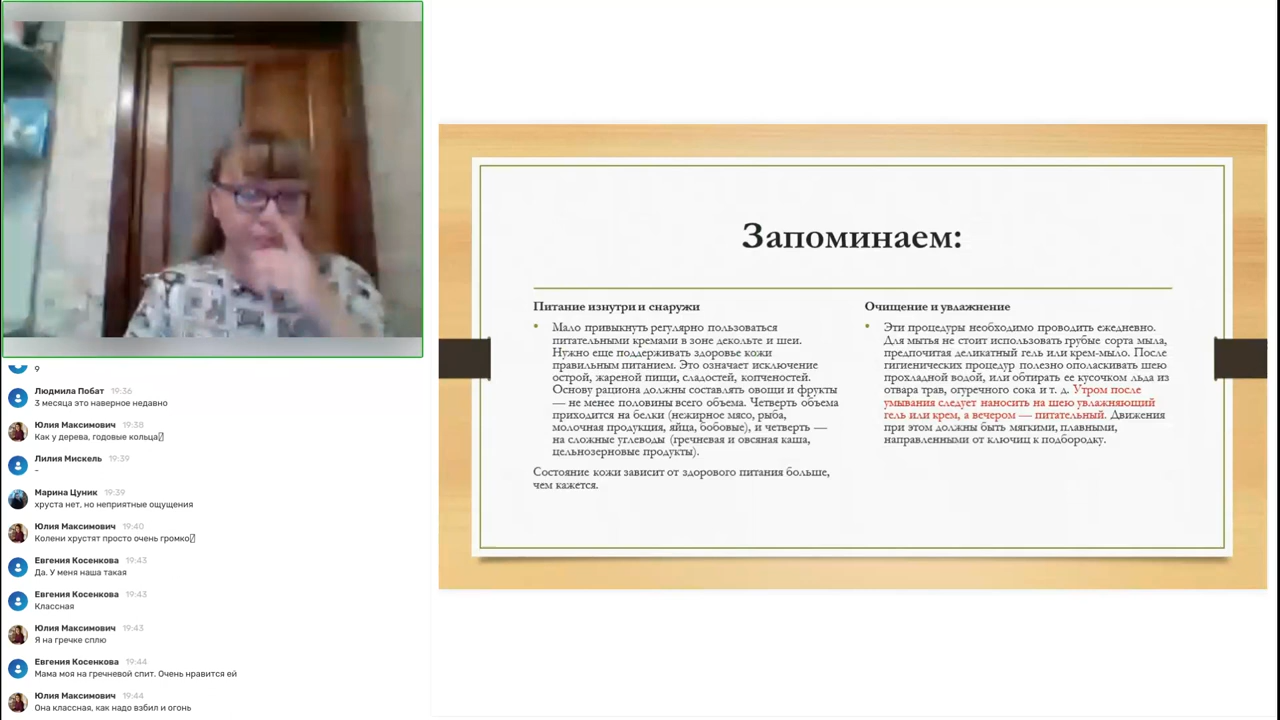 9
Людмила Побат 19:36
3 месяца это наверное недавно
Юлия Максимович 19:38
Как у дерева, годовые кольца
Лилия Мискель 19:39
-
Марина Цуник 19:39
хруста нет, но неприятные ощущения
Юлия Максимович 19:40
Колени хрустят просто очень громко
Евгения Косенкова 19:43
Да. У меня наша такая
Евгения Косенкова 19:43
Классная
Юлия Максимович 19:43
Я на гречке сплю
Евгения Косенкова 19:44
Мама моя на гречневой спит. Очень нравится ей
Юлия Максимович 19:44
Она классная, как надо взбил и огонь
Запоминаем:
Питание изнутри и снаружи
• Мало привыкнуть регулярно пользоваться
питательными кремами в зоне декольте и шеи.
Нужно еще поддерживать здоровье кожи
правильным питанием. Это означает исключение
острой, жареной пищи, сладостей, копченостей.
Основу рациона должны составлять овощи и фрукты
— не менее половины всего объема. Четверть объема
приходится на белки (нежирное мясо, рыба,
молочная продукция, яйца, бобовые), и четверть —
на сложные углеводы (гречневая и овсяная каша,
цельнозерновые продукты).
Состояние кожи зависит от здорового питания больше,
чем кажется.
Очищение и увлажнение
• Эти процедуры необходимо проводить ежедневно.
Для мытья не стоит использовать грубые сорта мыла,
предпочитая деликатный гель или крем-мыло. После
гигиенических процедур полезно ополаскивать шею
прохладной водой, или обтирать ее кусочком льда из
отвара трав, огуречного сока и т. д. Утром после
умывания следует наносить на шею увлажняющий
гель или крем, а вечером — питательный. Движения
при этом должны быть мягкими, плавными,
направленными от ключиц к подбородку.